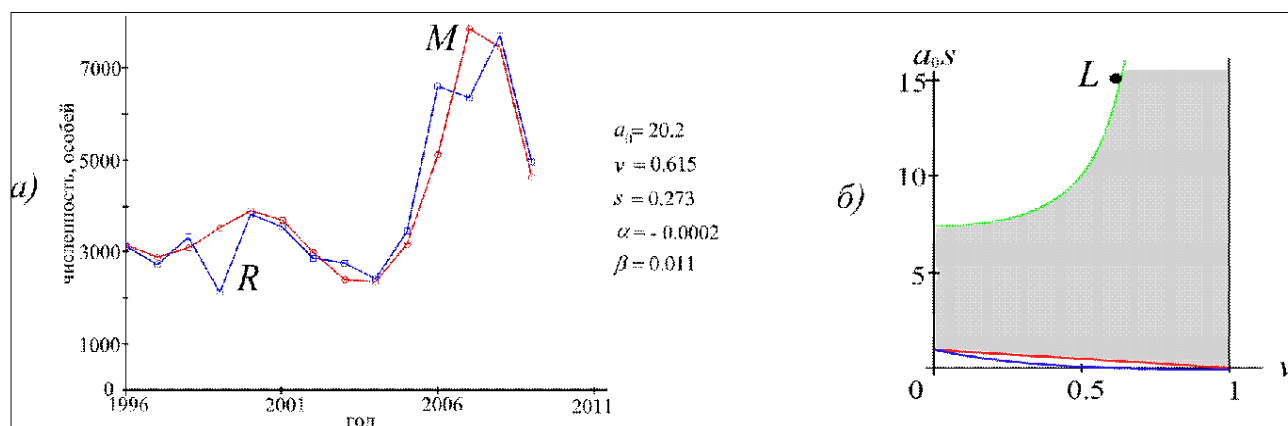 а)
численность, особей
7000
5000
3000
1000
0
M
R
1996
2001
2006
2011
год
a₀= 20.2
v = 0.615
s = 0.273
α = - 0.0002
β = 0.011
б)
a₀s
15
10
5
0
L
0.5
1
v